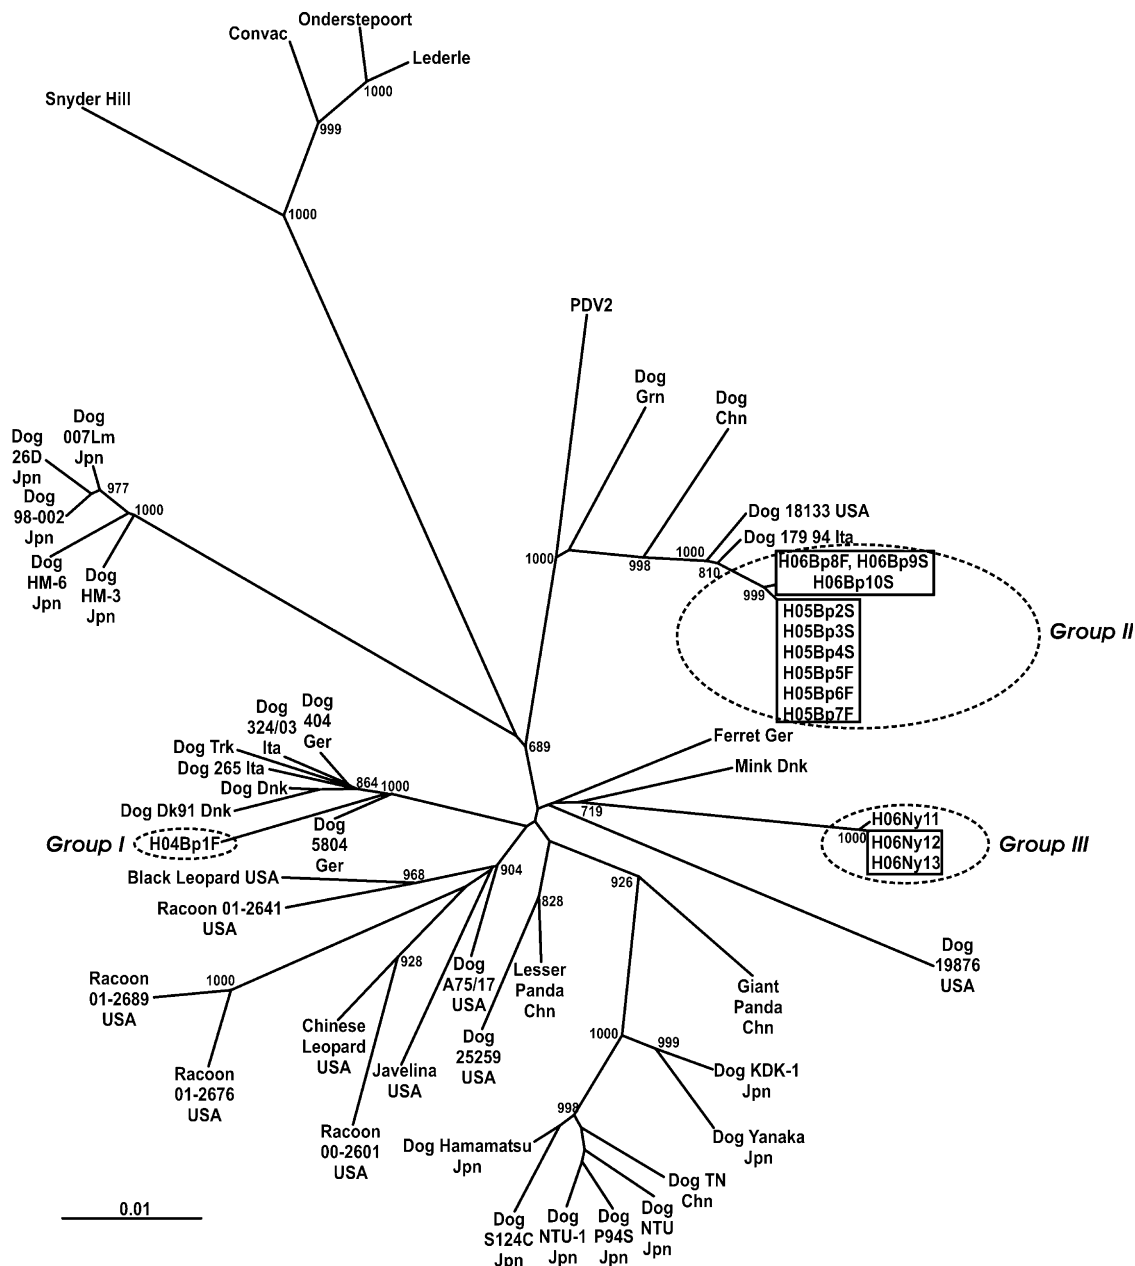 Onderstepoort
Convac
Lederle
1000
Snyder Hill
999
1000
PDV2
Dog
Grn
Dog
Chn
Dog
007Lm
Jpn
Dog
26D
Jpn
977
Dog
98-002
Jpn
1000
Dog
HM-6
Jpn
Dog
HM-3
Jpn
Dog 18133 USA
Dog 179 94 Ita
1000
998
1000
810
999
H06Bp8F, H06Bp9S
H06Bp10S
H05Bp2S
H05Bp3S
H05Bp4S
H05Bp5F
H05Bp6F
H05Bp7F
Group II
689
Dog
404
Ger
Dog
324/03
Ita
Dog Trk
Dog 265 Ita
Dog Dnk
Dog Dk91 Dnk
864
1000
Dog
5804
Ger
Group I
H04Bp1F
Ferret Ger
Mink Dnk
719
H06Ny11
1000
H06Ny12
H06Ny13
Group III
Black Leopard USA
968
904
Racoon 01-2641
USA
926
828
Dog
19876
USA
Racoon
01-2689
USA
1000
928
Dog
A75/17
USA
Lesser
Panda
Chn
Giant
Panda
Chn
Chinese
Leopard
USA
Dog
25259
USA
Javelina
USA
Racoon
01-2676
USA
1000
999
Dog KDK-1
Jpn
Racoon
00-2601
USA
998
Dog Hamamatsu
Jpn
Dog Yanaka
Jpn
Dog TN
Chn
Dog
S124C
Jpn
Dog
NTU-1
Jpn
Dog
P94S
Jpn
Dog
NTU
Jpn
0.01